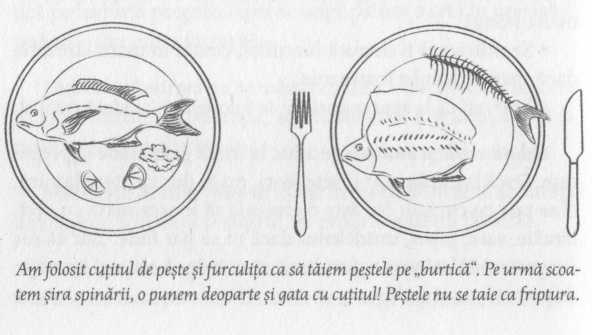 Am folosit cuțitul de pește și furculița ca să tăiem peștele pe „burtică“. Pe urmă scoa-
tem șira spinării, o punem deoparte și gata cu cuțitul! Peștele nu se taie ca friptura.